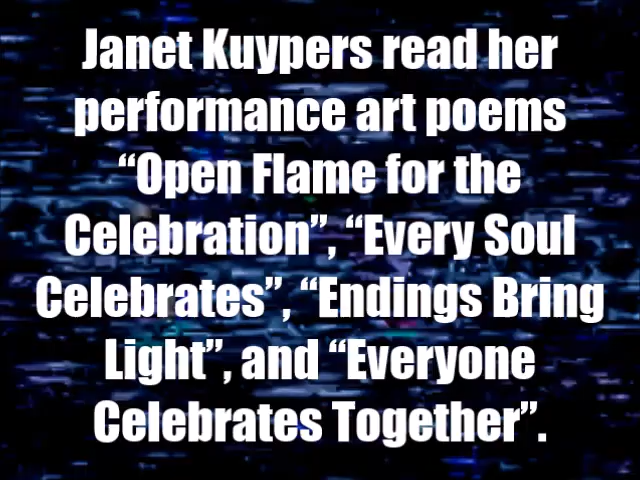 Janet Kuypers read her
performance art poems
“Open Flame for the
Celebration”, “Every Soul
Celebrates”, “Endings Bring
Light”, and “Everyone
Celebrates Together”.